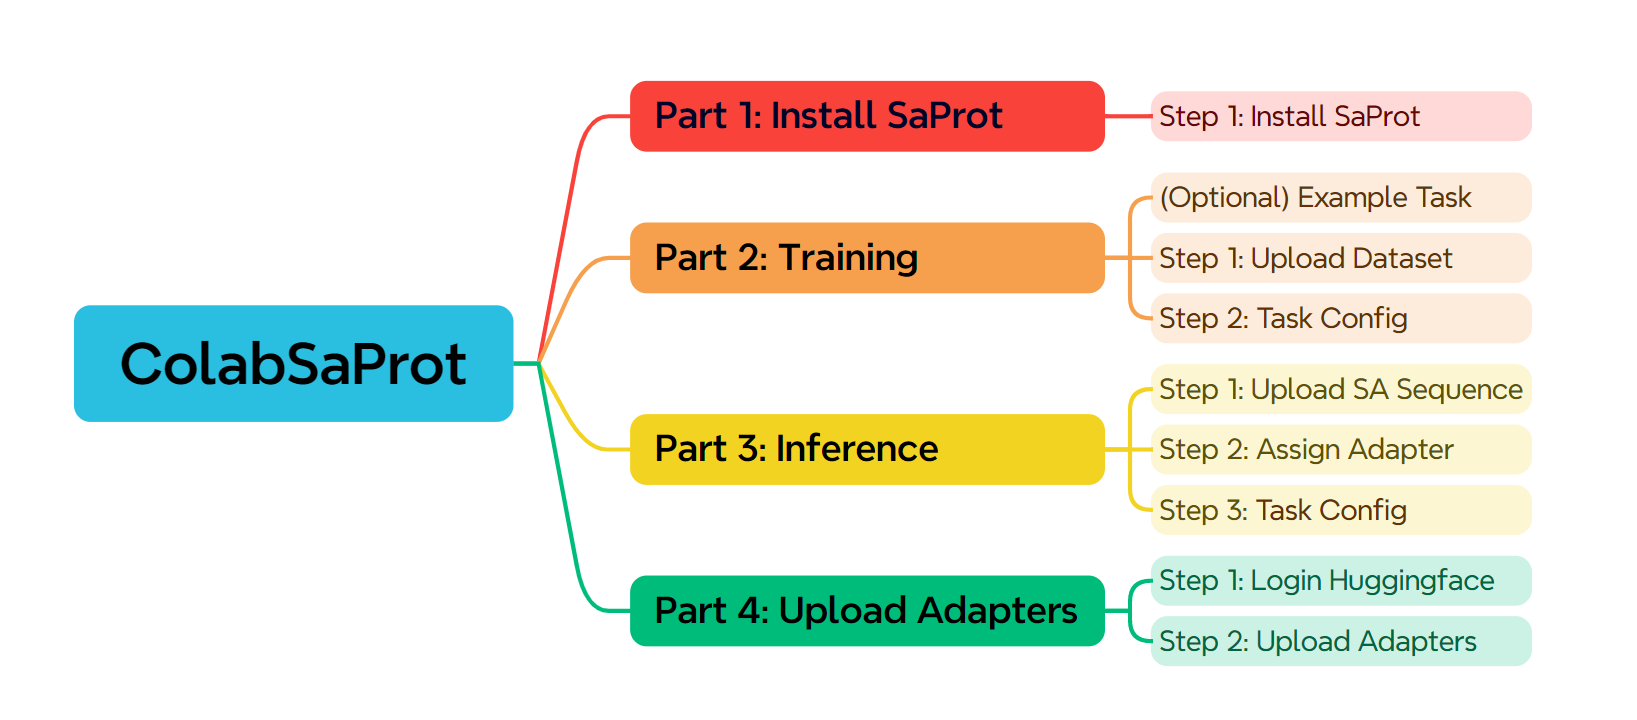 ColabSaProt
Part 1: Install SaProt
Step 1: Install SaProt
Part 2: Training
(Optional) Example Task
Step 1: Upload Dataset
Step 2: Task Config
Part 3: Inference
Step 1: Upload SA Sequence
Step 2: Assign Adapter
Step 3: Task Config
Part 4: Upload Adapters
Step 1: Login Huggingface
Step 2: Upload Adapters